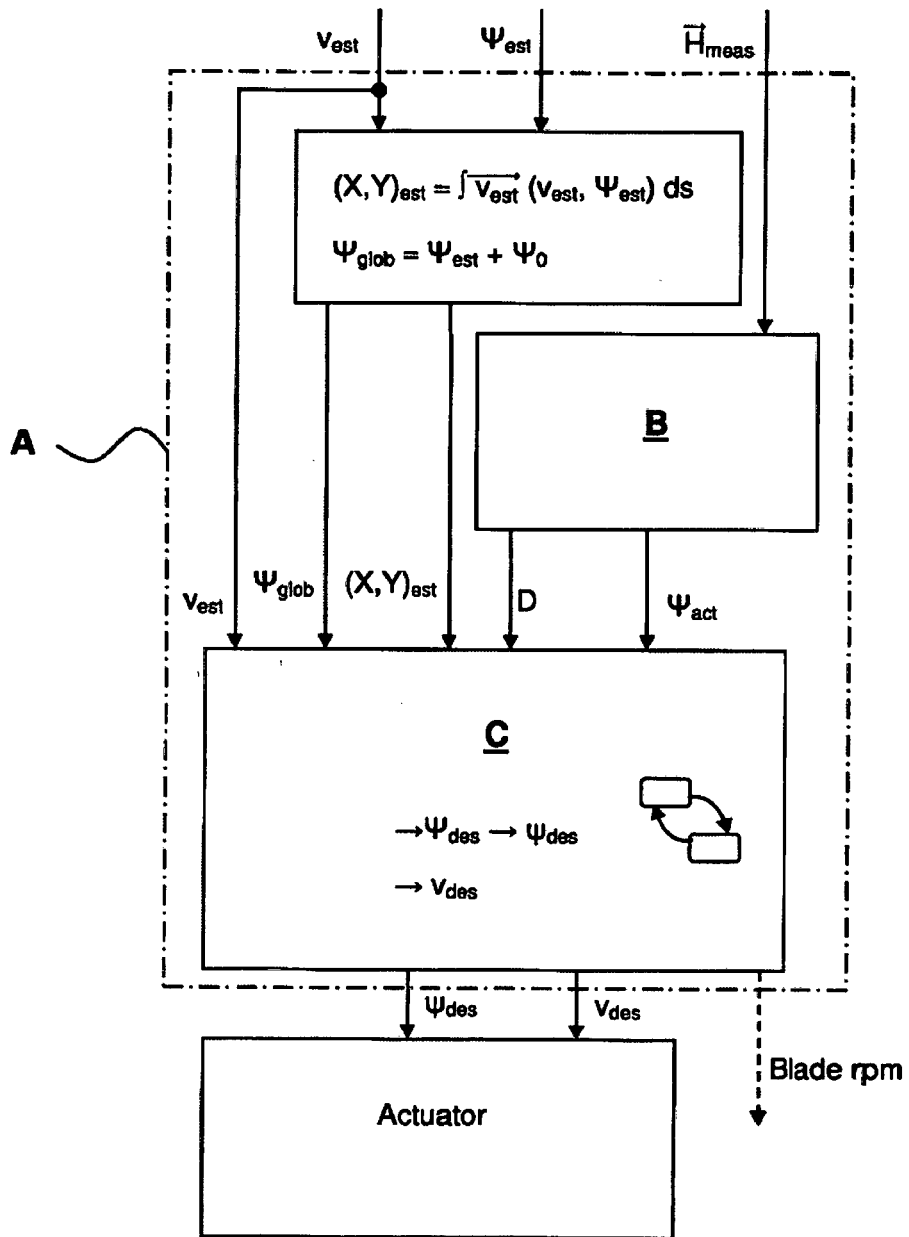 v_est Ψ_est H⃗_meas
(X,Y)_est = ∫ v_est⃗ (v_est, Ψ_est) ds
Ψ_glob = Ψ_est + Ψ_0
B
A
v_est Ψ_glob (X,Y)_est D Ψ_act
C
→Ψ_des → ψ_des
→ v_des
ψ_des v_des
Blade rpm
Actuator